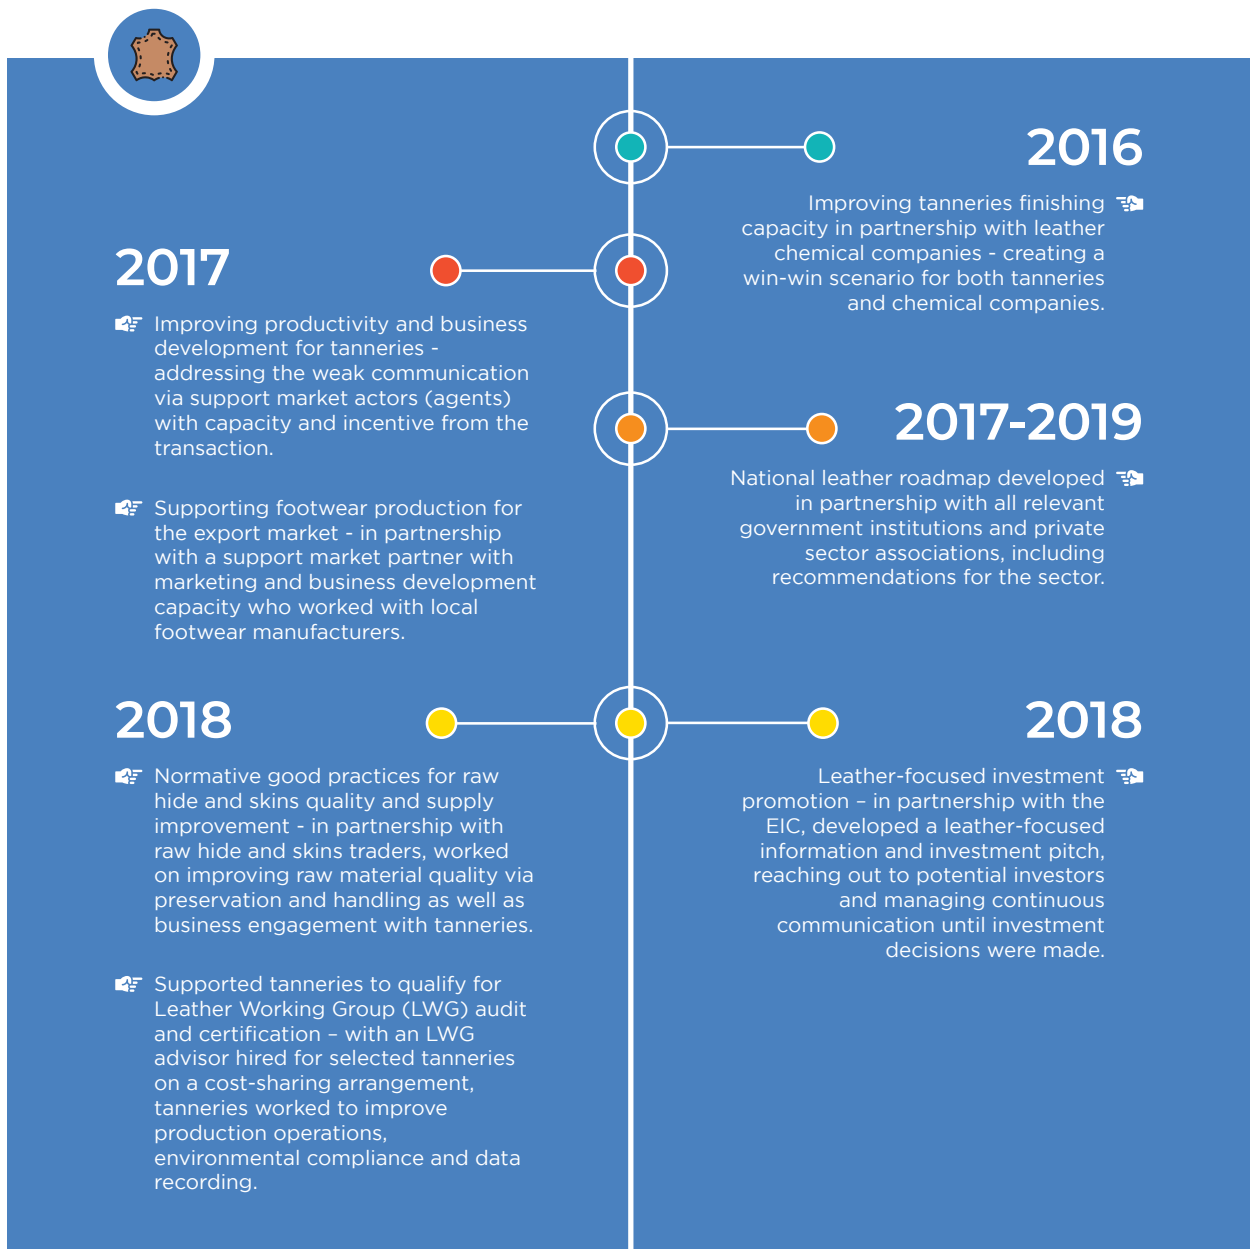 2016
Improving tanneries finishing
capacity in partnership with leather
chemical companies - creating a
win-win scenario for both tanneries
and chemical companies.
2017
Improving productivity and business
development for tanneries -
addressing the weak communication
via support market actors (agents)
with capacity and incentive from the
transaction.
Supporting footwear production for
the export market - in partnership
with a support market partner with
marketing and business development
capacity who worked with local
footwear manufacturers.
2017-2019
National leather roadmap developed
in partnership with all relevant
government institutions and private
sector associations, including
recommendations for the sector.
2018
Normative good practices for raw
hide and skins quality and supply
improvement - in partnership with
raw hide and skins traders, worked
on improving raw material quality via
preservation and handling as well as
business engagement with tanneries.
Supported tanneries to qualify for
Leather Working Group (LWG) audit
and certification – with an LWG
advisor hired for selected tanneries
on a cost-sharing arrangement,
tanneries worked to improve
production operations,
environmental compliance and data
recording.
2018
Leather-focused investment
promotion – in partnership with the
EIC, developed a leather-focused
information and investment pitch,
reaching out to potential investors
and managing continuous
communication until investment
decisions were made.